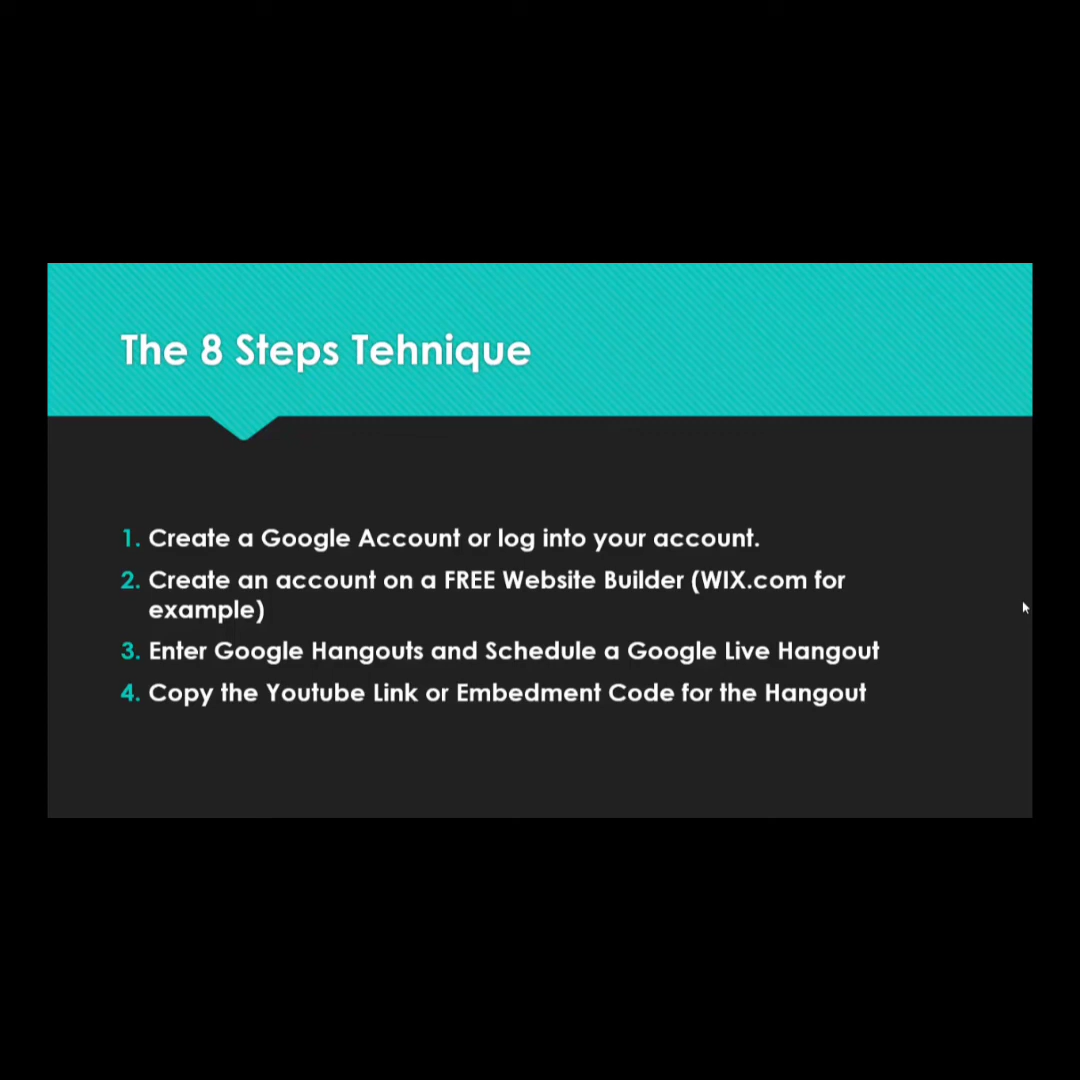 The 8 Steps Tehnique
1. Create a Google Account or log into your account.
2. Create an account on a FREE Website Builder (WIX.com for
example)
3. Enter Google Hangouts and Schedule a Google Live Hangout
4. Copy the Youtube Link or Embedment Code for the Hangout